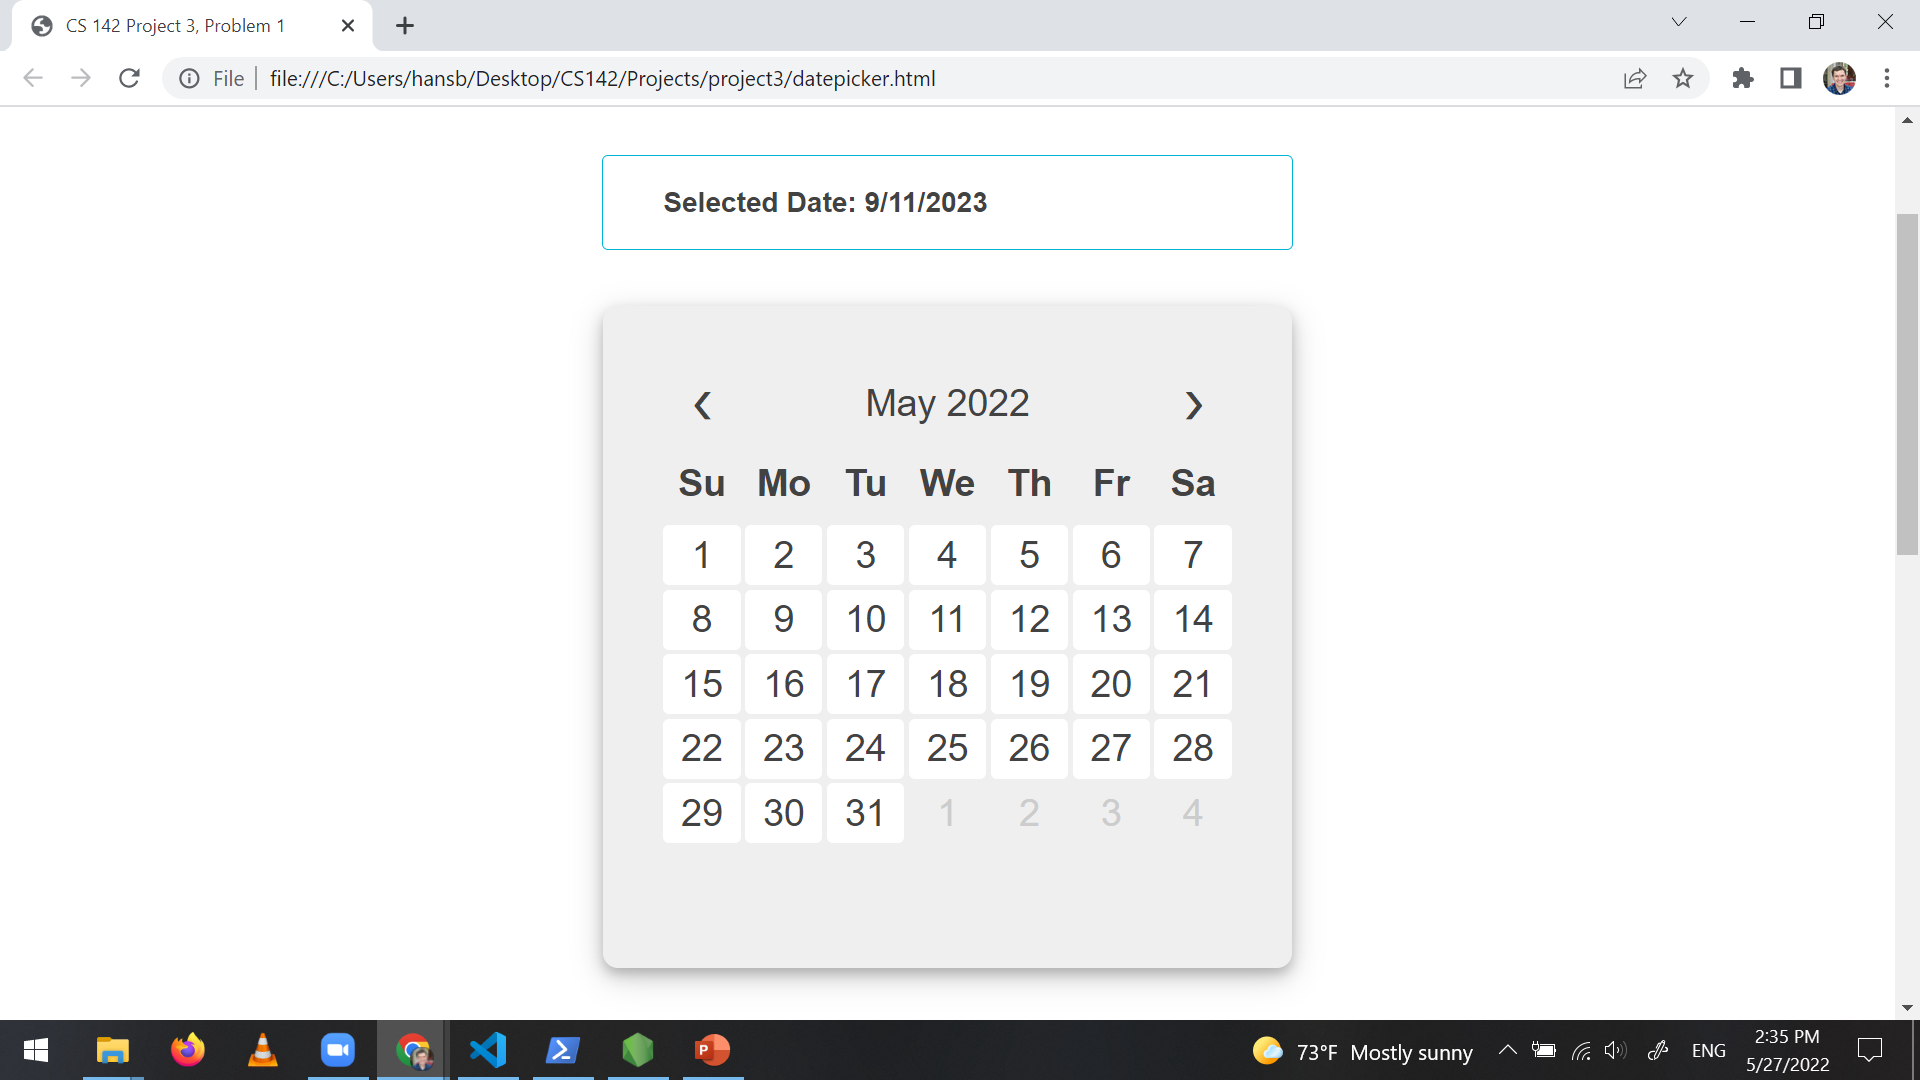 CS 142 Project 3, Problem 1
File file:///C:/Users/hansb/Desktop/CS142/Projects/project3/datepicker.html
Selected Date: 9/11/2023
‹ May 2022 ›
Su Mo Tu We Th Fr Sa
1 2 3 4 5 6 7
8 9 10 11 12 13 14
15 16 17 18 19 20 21
22 23 24 25 26 27 28
29 30 31 1 2 3 4
73°F Mostly sunny
ENG
2:35 PM
5/27/2022